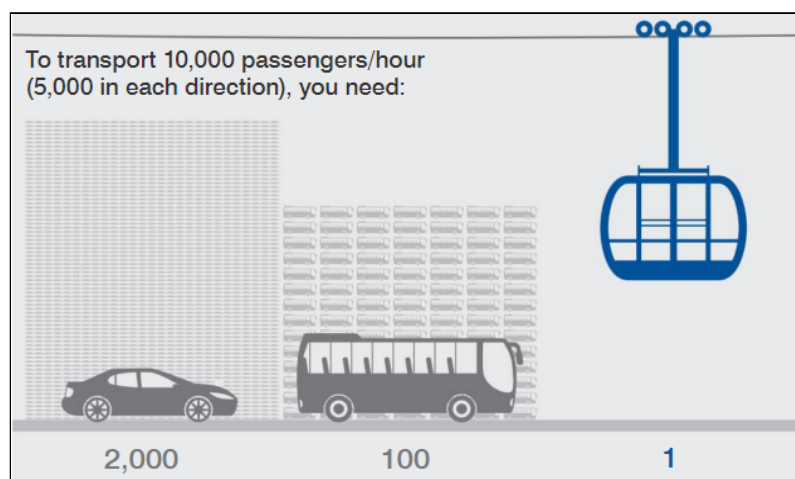 To transport 10,000 passengers/hour
(5,000 in each direction), you need:
2,000
100
1